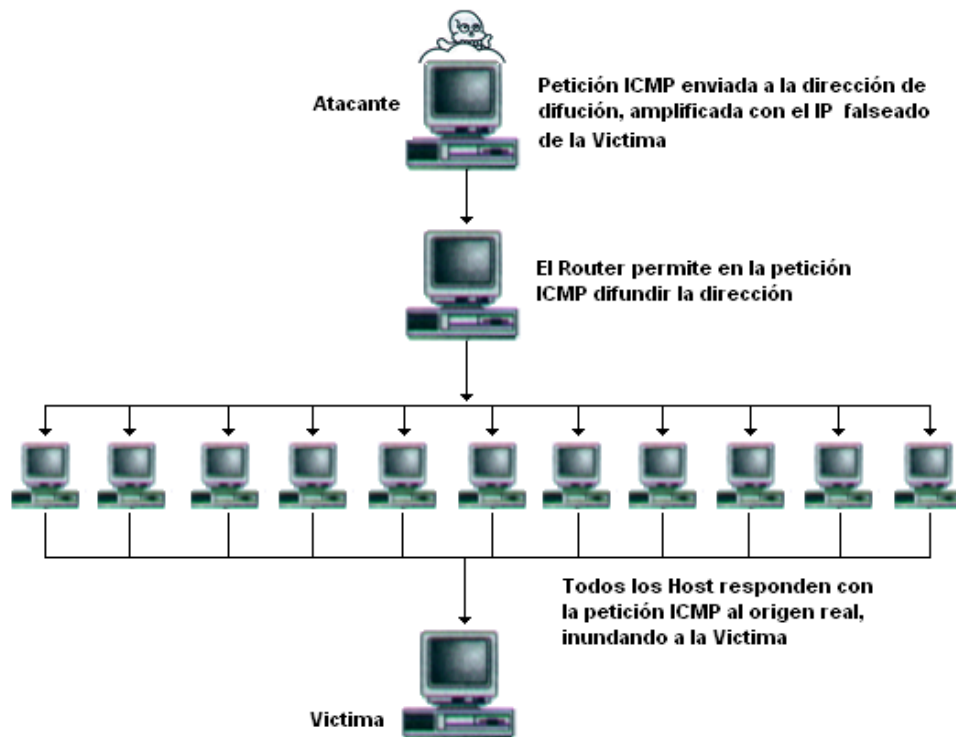 Atacante
Petición ICMP enviada a la dirección de
difución, amplificada con el IP falseado
de la Victima
El Router permite en la petición
ICMP difundir la dirección
Todos los Host responden con
la petición ICMP al origen real,
inundando a la Victima
Victima